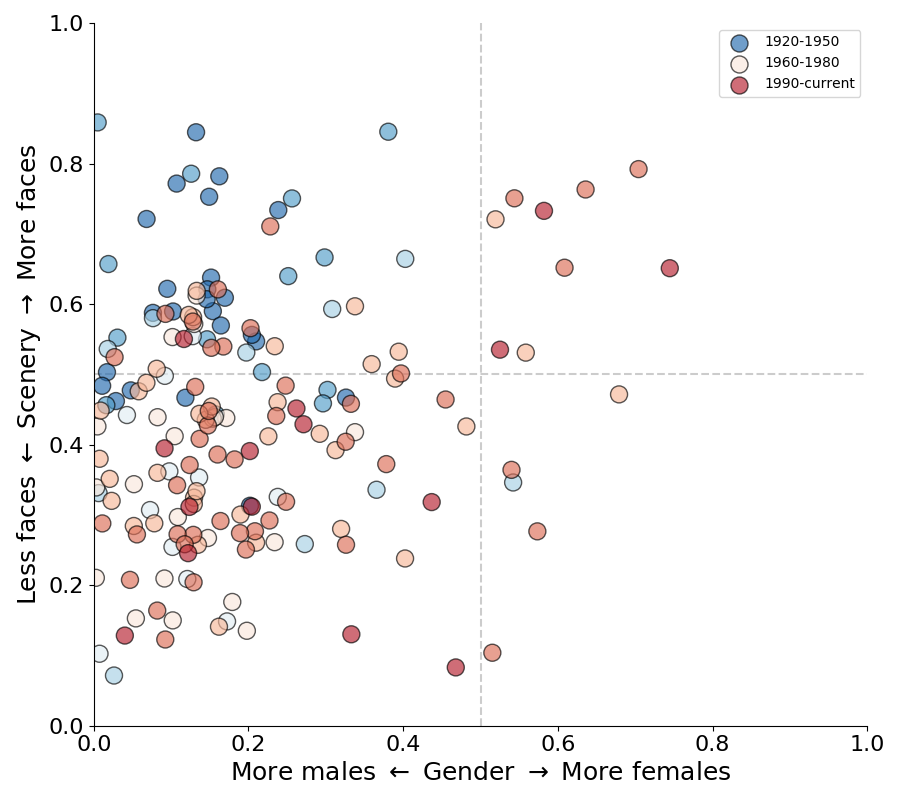 1.0
0.8
0.6
0.4
0.2
0.0
Less faces ← Scenery → More faces
1920-1950
1960-1980
1990-current
0.0 0.2 0.4 0.6 0.8 1.0
More males ← Gender → More females